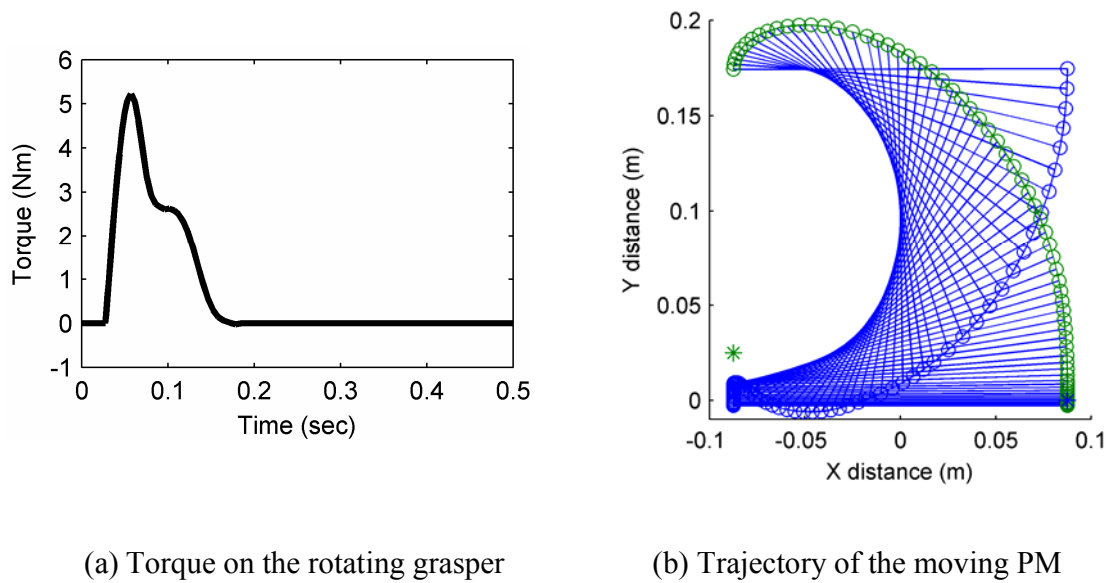 6
5
4
3
2
1
0
-1
0 0.1 0.2 0.3 0.4 0.5
Torque (Nm)
Time (sec)
0.2
0.15
0.1
0.05
0
-0.1 -0.05 0 0.05 0.1
Y distance (m)
X distance (m)
(a) Torque on the rotating grasper
(b) Trajectory of the moving PM